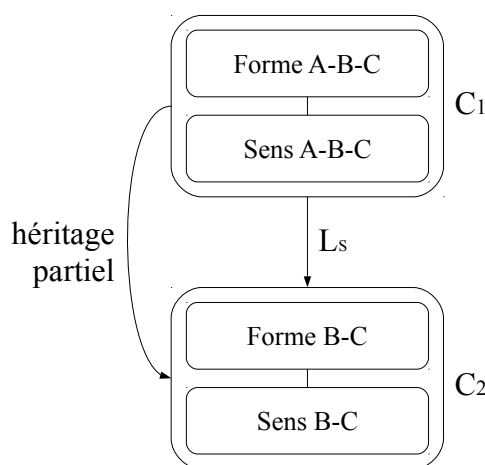 Forme A-B-C
C1
Sens A-B-C
héritage
partiel
Ls
Forme B-C
C2
Sens B-C